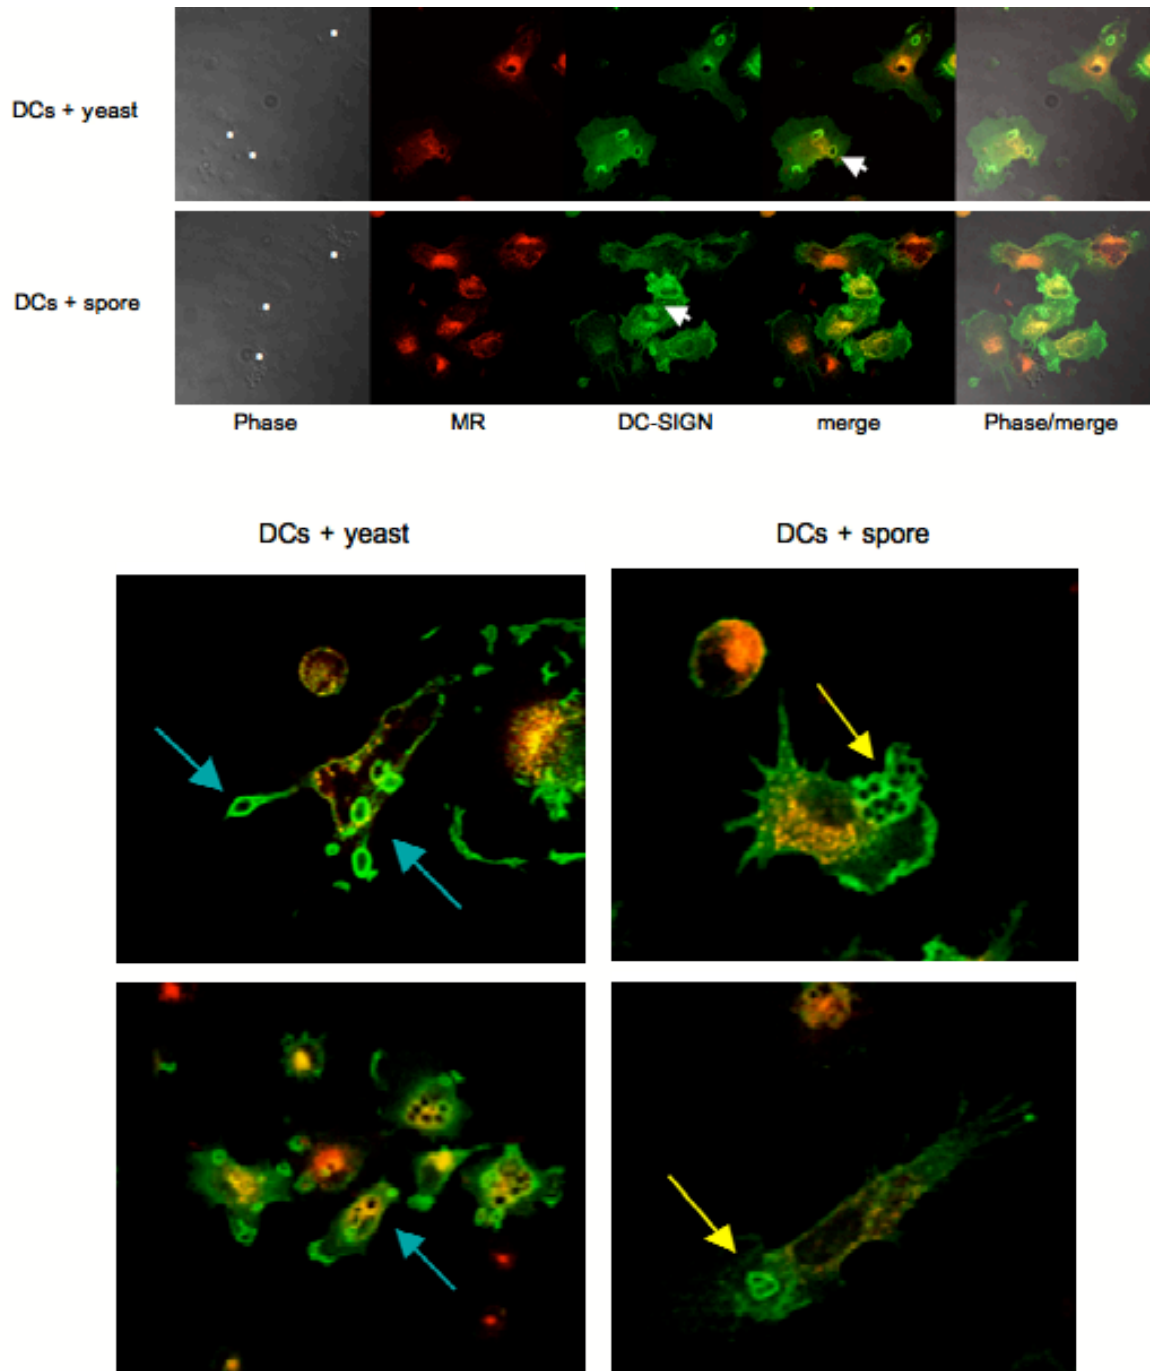 DCs + yeast
DCs + spore
Phase MR DC-SIGN merge Phase/merge
DCs + yeast DCs + spore